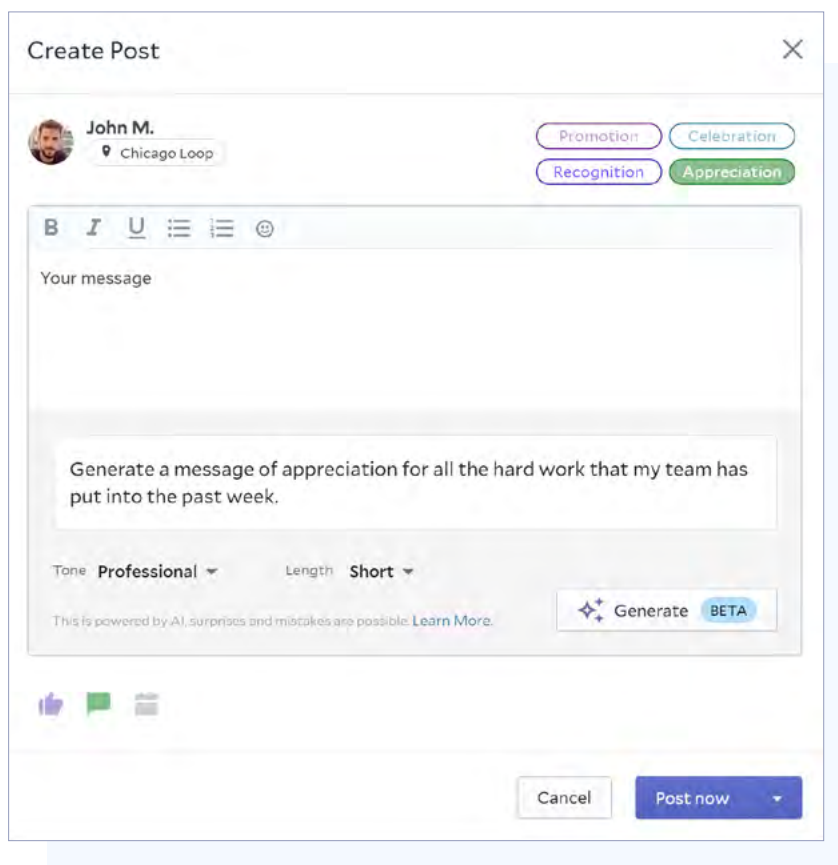 Create Post
John M.
Chicago Loop
Promotion
Celebration
Recognition
Appreciation
B I U
Your message
Generate a message of appreciation for all the hard work that my team has
put into the past week.
Tone Professional
Length Short
This is powered by AI, surprises and mistakes are possible. Learn More.
Generate BETA
Cancel
Post now